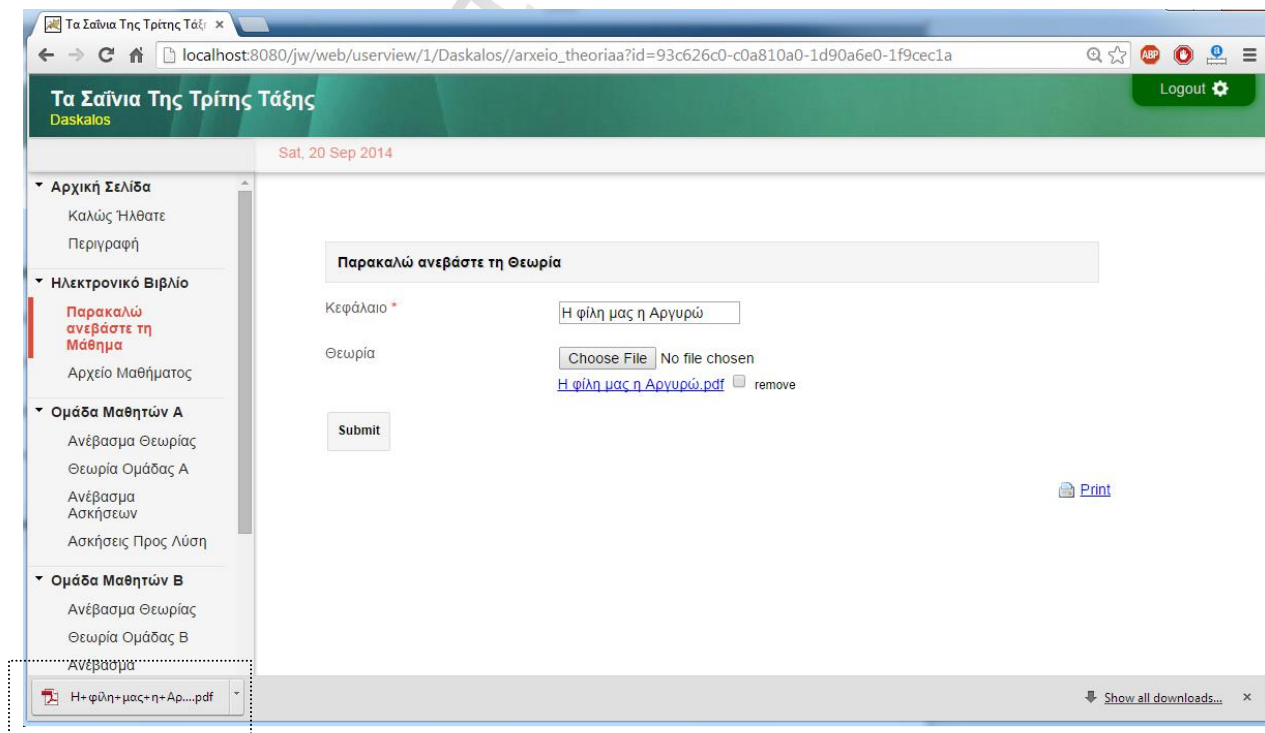 Τα Σαΐνια Της Τρίτης Τάξη
localhost:8080/jw/web/userview/1/Daskalos//arxeio_theoriaa?id=93c626c0-c0a810a0-1d90a6e0-1f9cec1a
ABP
Τα Σαΐνια Της Τρίτης Τάξης
Daskalos
Logout
Sat, 20 Sep 2014
Αρχική Σελίδα
Καλώς Ήλθατε
Περιγραφή
Ηλεκτρονικό Βιβλίο
Παρακαλώ
ανεβάστε τη
Μάθημα
Αρχείο Μαθήματος
Ομάδα Μαθητών Α
Ανέβασμα Θεωρίας
Θεωρία Ομάδας Α
Ανέβασμα
Ασκήσεων
Ασκήσεις Προς Λύση
Ομάδα Μαθητών Β
Ανέβασμα Θεωρίας
Θεωρία Ομάδας Β
Ανέβασμα
Παρακαλώ ανεβάστε τη Θεωρία
Κεφάλαιο *
Η φίλη μας η Αργυρώ
Θεωρία
Choose File No file chosen
Η φίλη μας η Αργυρώ.pdf remove
Submit
Print
Η+φίλη+μας+η+Αρ....pdf
Show all downloads...